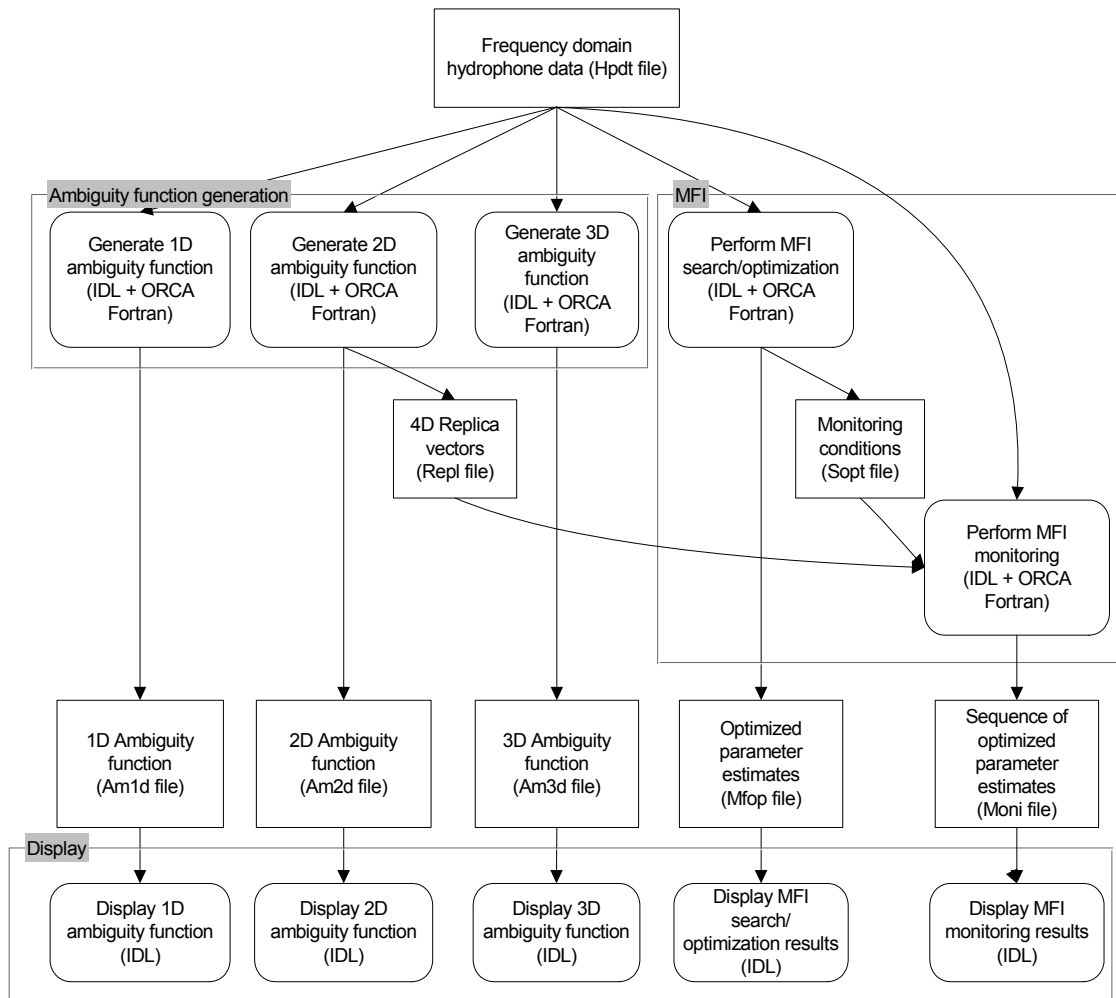 Frequency domain
hydrophone data (Hpdt file)
Ambiguity function generation
MFI
Generate 1D
ambiguity function
(IDL + ORCA
Fortran)
Generate 2D
ambiguity function
(IDL + ORCA
Fortran)
Generate 3D
ambiguity
function
(IDL + ORCA
Fortran)
Perform MFI
search/optimization
(IDL + ORCA
Fortran)
4D Replica
vectors
(Repl file)
Monitoring
conditions
(Sopt file)
Perform MFI
monitoring
(IDL + ORCA
Fortran)
1D Ambiguity
function
(Am1d file)
2D Ambiguity
function
(Am2d file)
3D Ambiguity
function
(Am3d file)
Optimized
parameter
estimates
(Mfop file)
Sequence of
optimized
parameter
estimates
(Moni file)
Display
Display 1D
ambiguity function
(IDL)
Display 2D
ambiguity function
(IDL)
Display 3D
ambiguity function
(IDL)
Display MFI
search/
optimization results
(IDL)
Display MFI
monitoring results
(IDL)